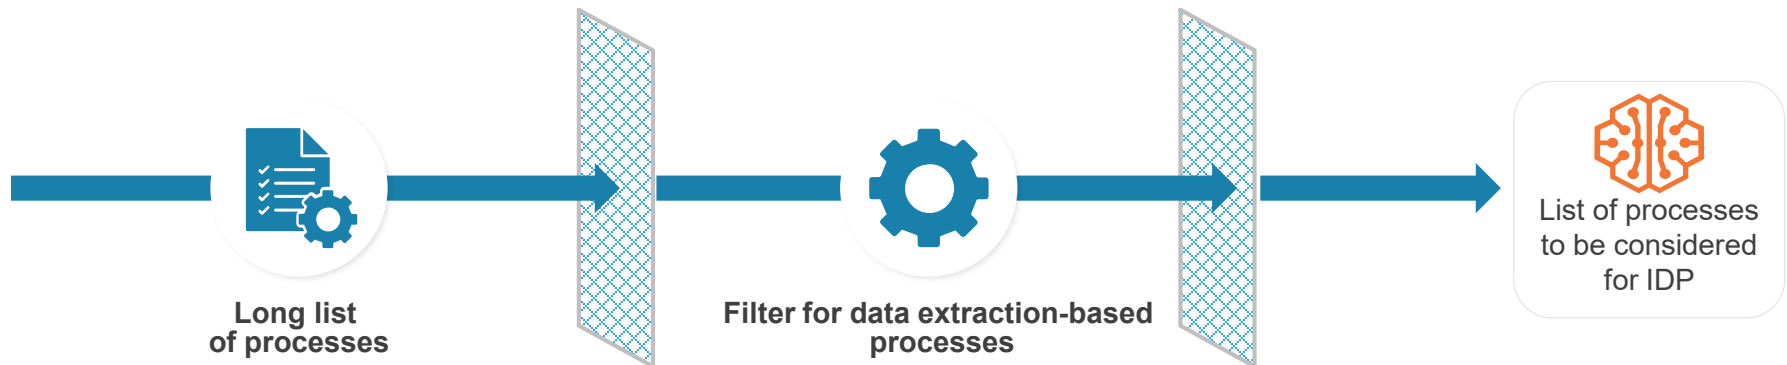 Long list
of processes
Filter for data extraction-based
processes
List of processes
to be considered
for IDP